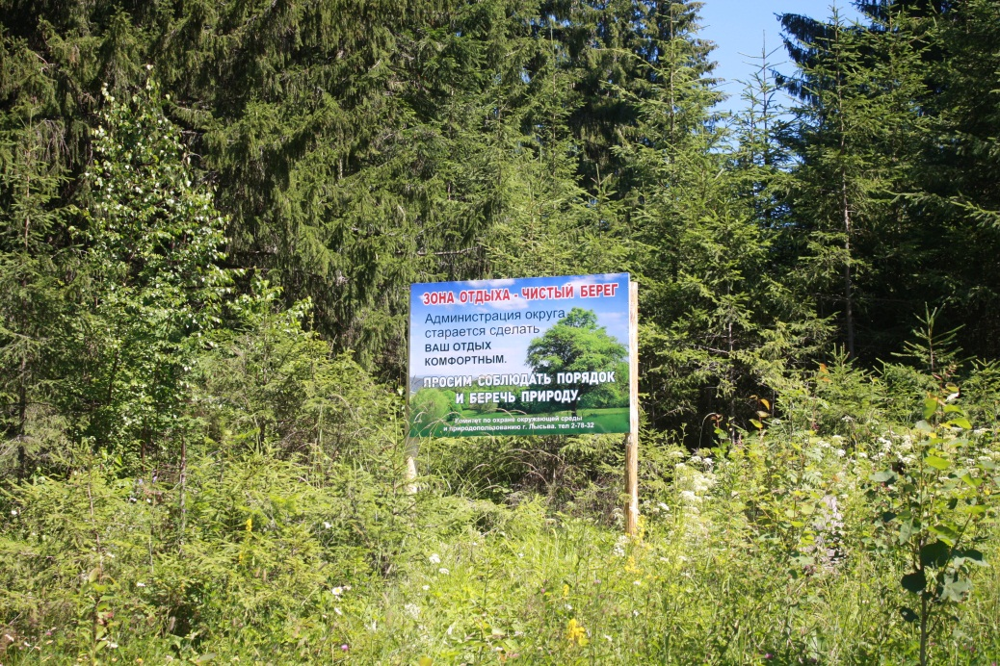 ЗОНА ОТДЫХА - ЧИСТЫЙ БЕРЕГ
Администрация округа
старается сделать
ВАШ ОТДЫХ
КОМФОРТНЫМ.
ПРОСИМ СОБЛЮДАТЬ ПОРЯДОК
И БЕРЕЧЬ ПРИРОДУ.
Комитет по охране окружающей среды
и природопользованию г. Лысьва. тел 2-78-32